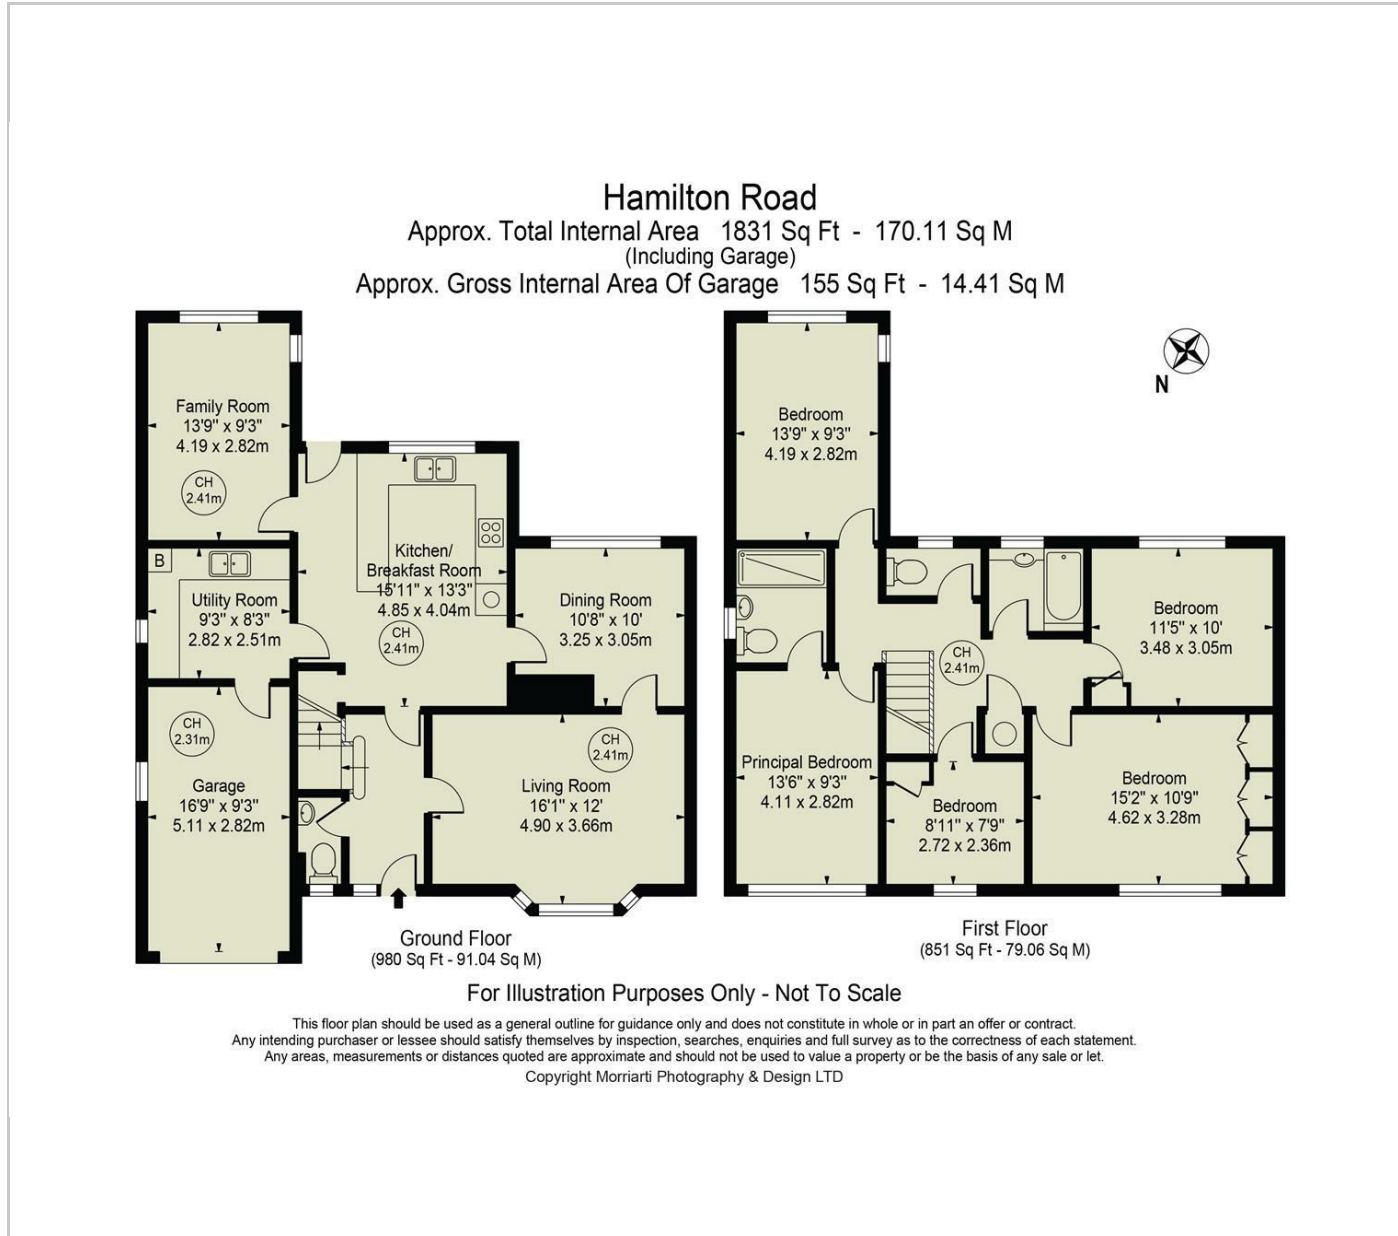 Hamilton Road
Approx. Total Internal Area 1831 Sq Ft - 170.11 Sq M
(Including Garage)
Approx. Gross Internal Area Of Garage 155 Sq Ft - 14.41 Sq M
N
Family Room
13'9" x 9'3"
4.19 x 2.82m
CH
2.41m
B
Utility Room
9'3" x 8'3"
2.82 x 2.51m
Kitchen/
Breakfast Room
15'11" x 13'3"
4.85 x 4.04m
CH
2.41m
Dining Room
10'8" x 10'
3.25 x 3.05m
CH
2.31m
Garage
16'9" x 9'3"
5.11 x 2.82m
CH
2.41m
Living Room
16'1" x 12'
4.90 x 3.66m
Ground Floor
(980 Sq Ft - 91.04 Sq M)
Bedroom
13'9" x 9'3"
4.19 x 2.82m
Bedroom
11'5" x 10'
3.48 x 3.05m
CH
2.41m
Principal Bedroom
13'6" x 9'3"
4.11 x 2.82m
Bedroom
8'11" x 7'9"
2.72 x 2.36m
Bedroom
15'2" x 10'9"
4.62 x 3.28m
First Floor
(851 Sq Ft - 79.06 Sq M)
For Illustration Purposes Only - Not To Scale
This floor plan should be used as a general outline for guidance only and does not constitute in whole or in part an offer or contract.
Any intending purchaser or lessee should satisfy themselves by inspection, searches, enquiries and full survey as to the correctness of each statement.
Any areas, measurements or distances quoted are approximate and should not be used to value a property or be the basis of any sale or let.
Copyright Morriarti Photography & Design LTD